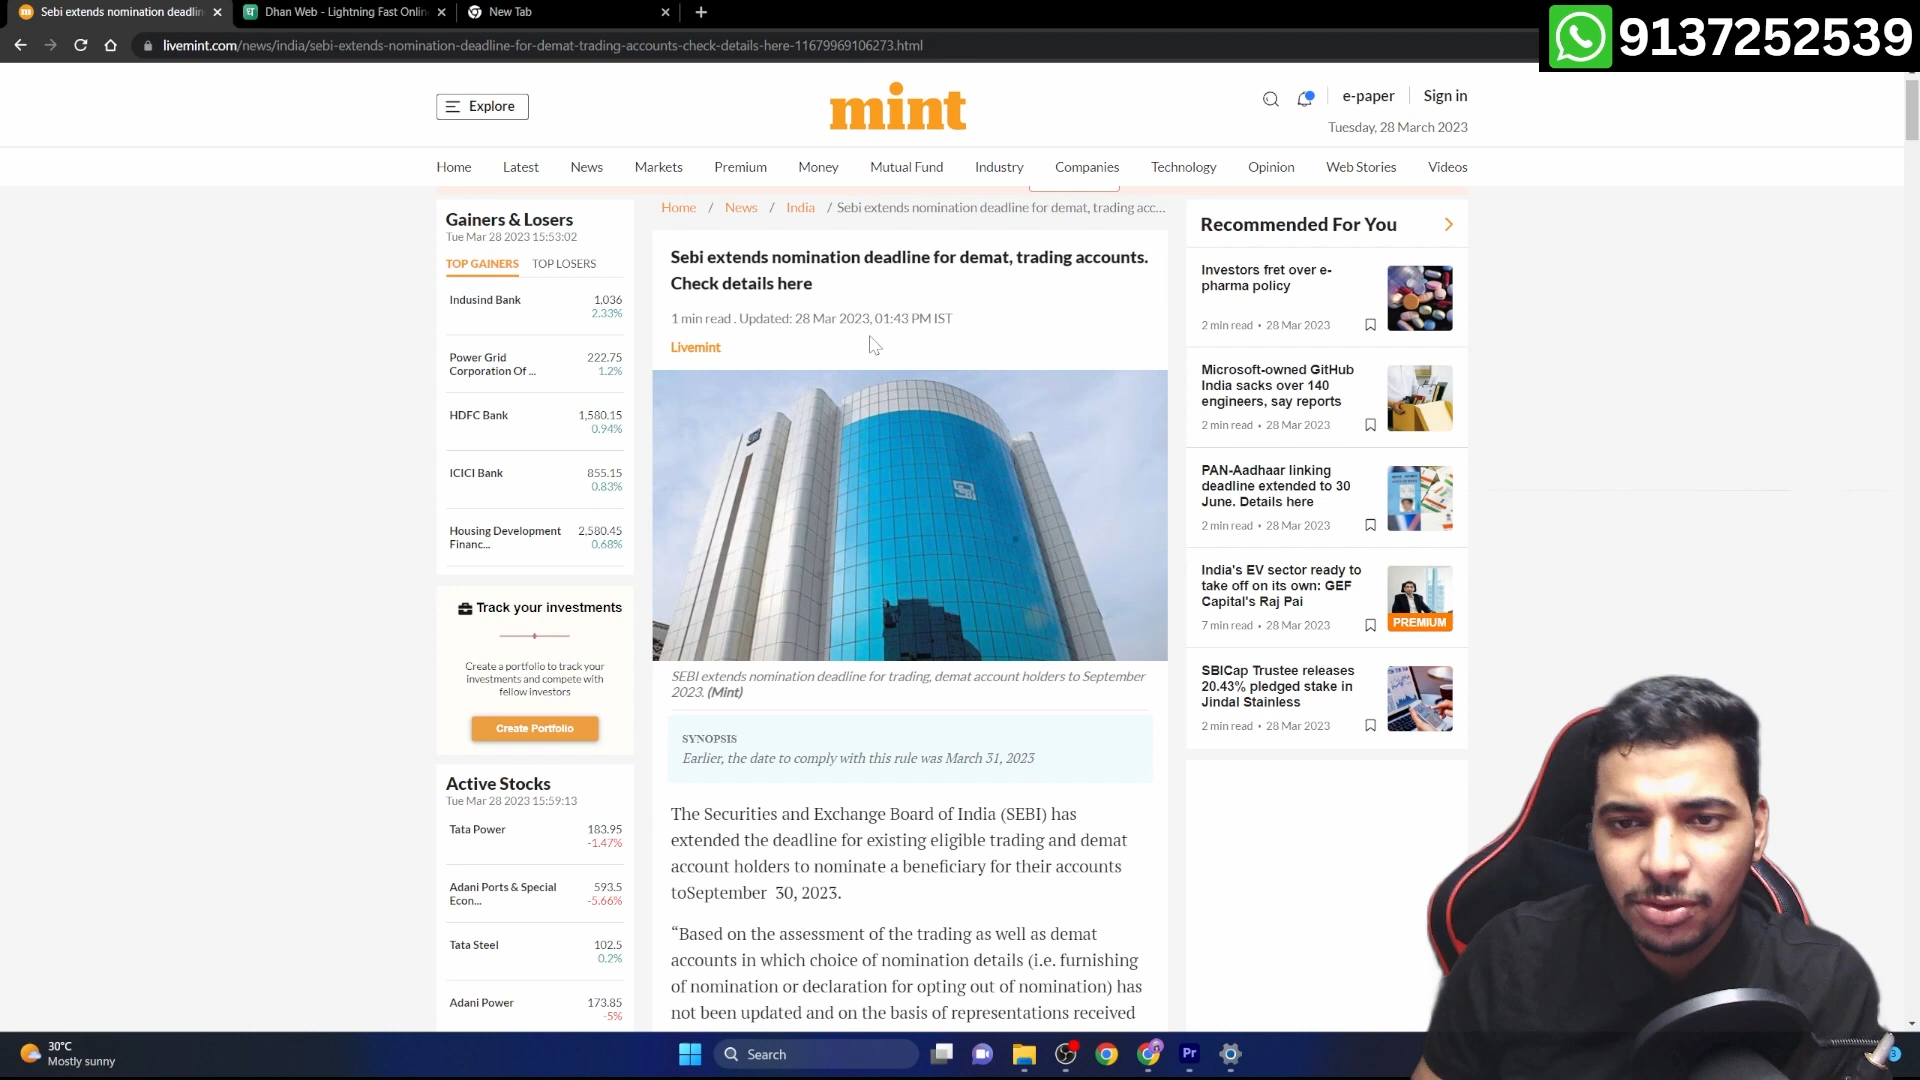 Sebi extends nomination deadlin
Dhan Web - Lightning Fast Onlin
New Tab
9137252539
livemint.com/news/india/sebi-extends-nomination-deadline-for-demat-trading-accounts-check-details-here-11679969106273.html
Explore
mint
e-paper
Sign in
Tuesday, 28 March 2023
Home
Latest
News
Markets
Premium
Money
Mutual Fund
Industry
Companies
Technology
Opinion
Web Stories
Videos
Gainers & Losers
Tue Mar 28 2023 15:53:02
TOP GAINERS
TOP LOSERS
Indusind Bank
1,036
2.33%
Power Grid
Corporation Of ...
222.75
1.2%
HDFC Bank
1,580.15
0.94%
ICICI Bank
855.15
0.83%
Housing Development
Financ...
2,580.45
0.68%
Track your investments
Create a portfolio to track your
investments and compete with
fellow investors
Create Portfolio
Active Stocks
Tue Mar 28 2023 15:59:13
Tata Power
183.95
-1.47%
Adani Ports & Special
Econ...
593.5
-5.66%
Tata Steel
102.5
0.2%
Adani Power
173.85
-5%
Home / News / India / Sebi extends nomination deadline for demat, trading acc...
Sebi extends nomination deadline for demat, trading accounts.
Check details here
1 min read . Updated: 28 Mar 2023, 01:43 PM IST
Livemint
SEBI extends nomination deadline for trading, demat account holders to September
2023. (Mint)
SYNOPSIS
Earlier, the date to comply with this rule was March 31, 2023
The Securities and Exchange Board of India (SEBI) has
extended the deadline for existing eligible trading and demat
account holders to nominate a beneficiary for their accounts
toSeptember 30, 2023.
“Based on the assessment of the trading as well as demat
accounts in which choice of nomination details (i.e. furnishing
of nomination or declaration for opting out of nomination) has
not been updated and on the basis of representations received
Recommended For You
Investors fret over e-
pharma policy
2 min read • 28 Mar 2023
Microsoft-owned GitHub
India sacks over 140
engineers, say reports
2 min read • 28 Mar 2023
PAN-Aadhaar linking
deadline extended to 30
June. Details here
2 min read • 28 Mar 2023
India's EV sector ready to
take off on its own: GEF
Capital's Raj Pai
PREMIUM
7 min read • 28 Mar 2023
SBICap Trustee releases
20.43% pledged stake in
Jindal Stainless
2 min read • 28 Mar 2023
30°C
Mostly sunny
Search
Pr
3